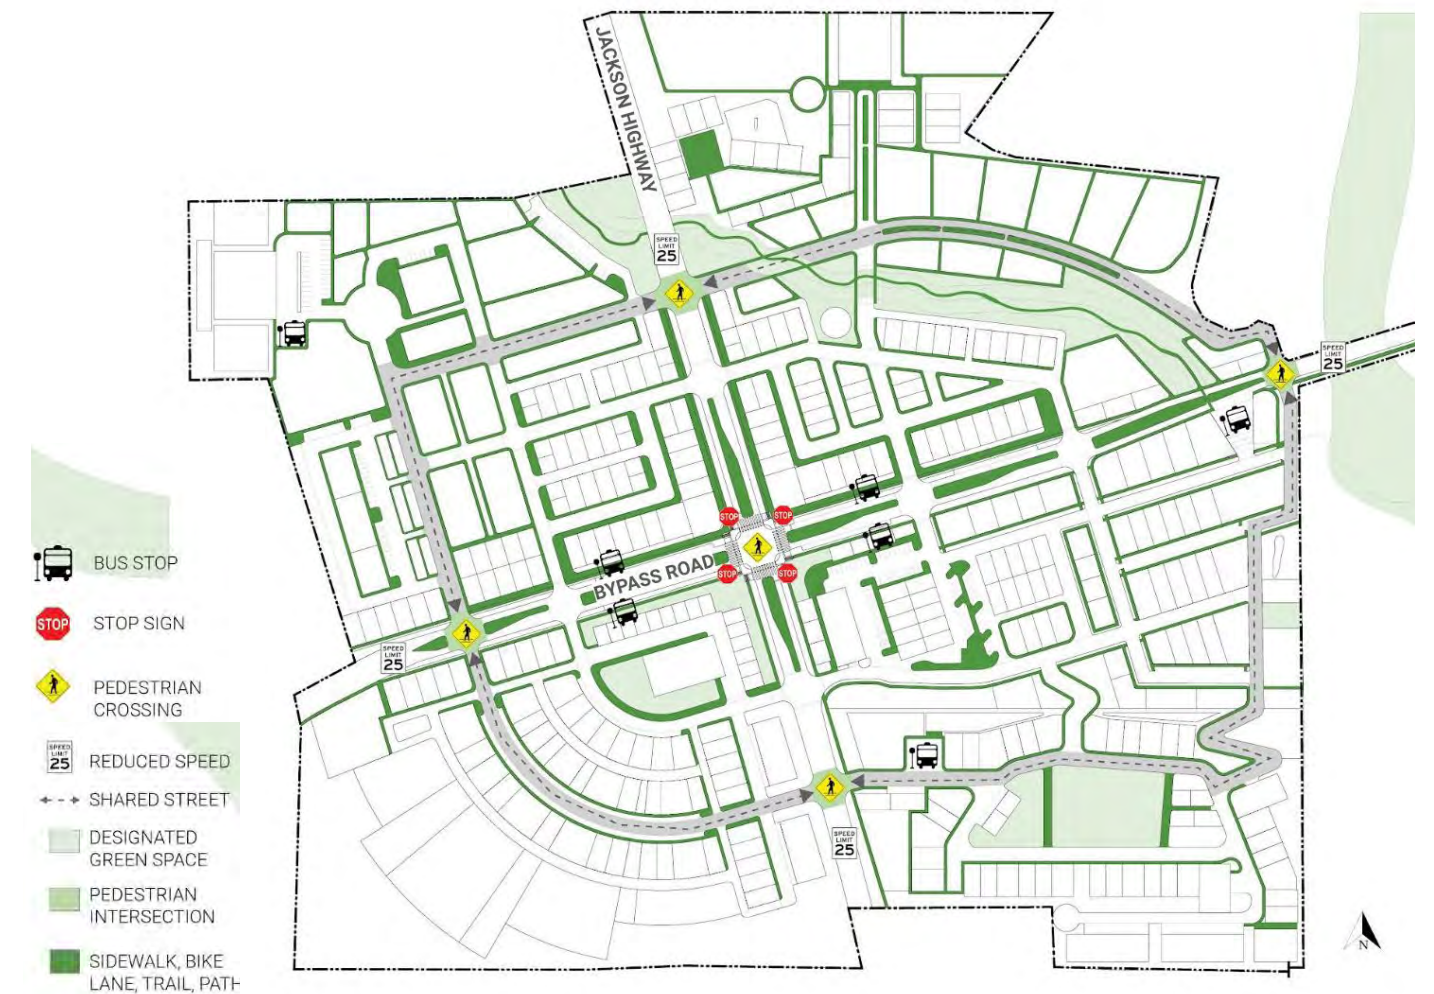 JACKSON HIGHWAY
SPEED
LIMIT
25
SPEED
LIMIT
25
STOP
STOP
STOP
STOP
BYPASS ROAD
SPEED
LIMIT
25
SPEED
LIMIT
25
BUS STOP
STOP
STOP SIGN
PEDESTRIAN
CROSSING
SPEED
LIMIT
25
REDUCED SPEED
SHARED STREET
DESIGNATED
GREEN SPACE
PEDESTRIAN
INTERSECTION
SIDEWALK, BIKE
LANE, TRAIL, PATH
N